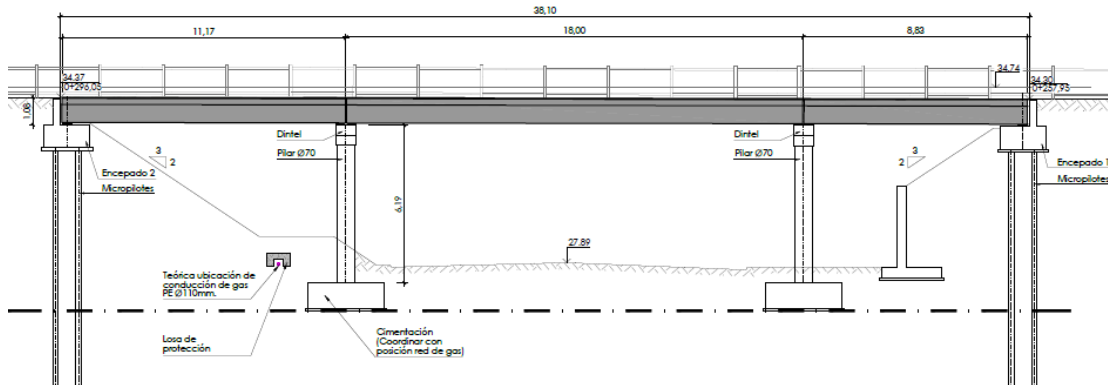 38,10
11,17
18,00
8,83
34.37
0+296,05
34.74
34.30
0+257,95
1,08
Dintel
Pilar Ø70
Dintel
Pilar Ø70
3
2
3
2
Encepado 2
Micropilotes
Encepado 1
Micropilotes
6,19
27.89
Teórica ubicación de
conducción de gas
PE Ø110mm.
Losa de
protección
Cimentación
(Coordinar con
posición red de gas)